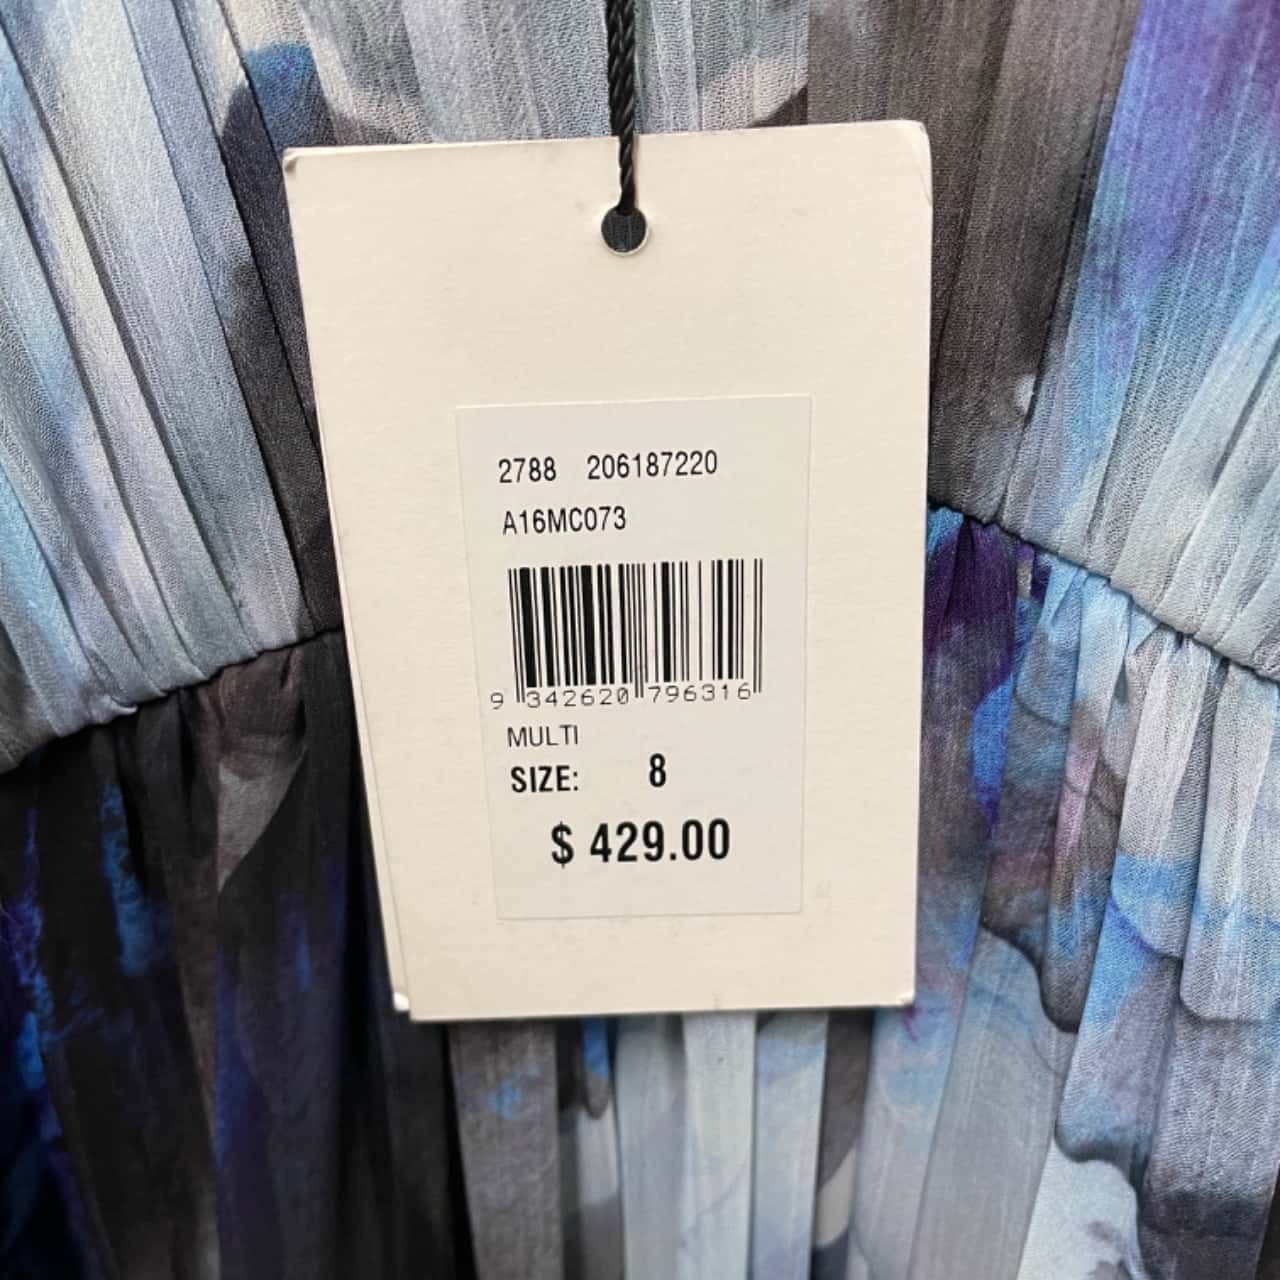 2788 206187220
A16MC073
9 342620 796316
MULTI
SIZE: 8
$ 429.00